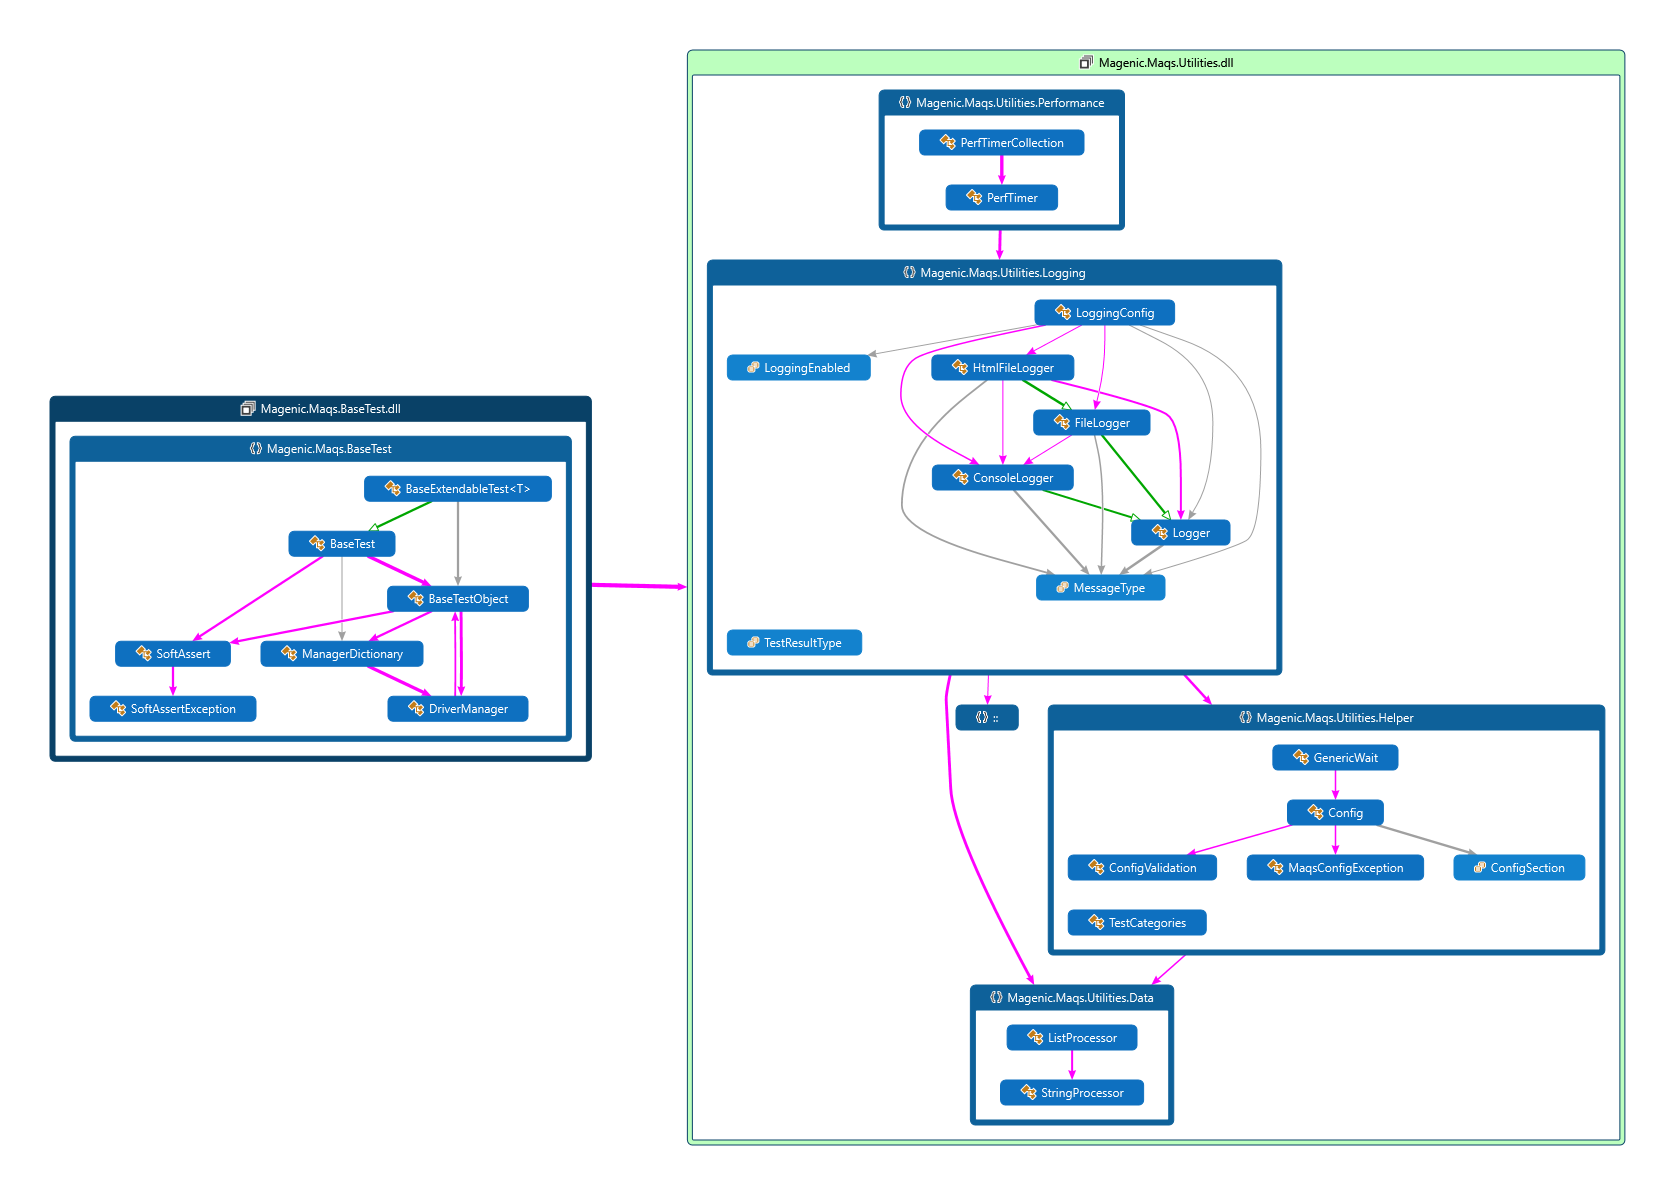 Magenic.Maqs.Utilities.dll
Magenic.Maqs.Utilities.Performance
PerfTimerCollection
PerfTimer
Magenic.Maqs.Utilities.Logging
LoggingConfig
LoggingEnabled
HtmlFileLogger
FileLogger
ConsoleLogger
Logger
MessageType
TestResultType
Magenic.Maqs.BaseTest.dll
Magenic.Maqs.BaseTest
BaseExtendableTest<T>
BaseTest
BaseTestObject
SoftAssert
ManagerDictionary
SoftAssertException
DriverManager
::
Magenic.Maqs.Utilities.Helper
GenericWait
Config
ConfigValidation
MaqsConfigException
ConfigSection
TestCategories
Magenic.Maqs.Utilities.Data
ListProcessor
StringProcessor